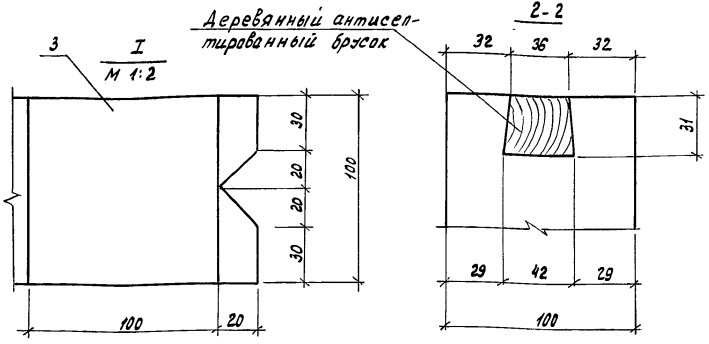 Деревянный антисеп-
тированный брусок
3
I
М 1:2
30
20
20
30
100
100
20
2-2
32 36 32
31
29 42 29
100